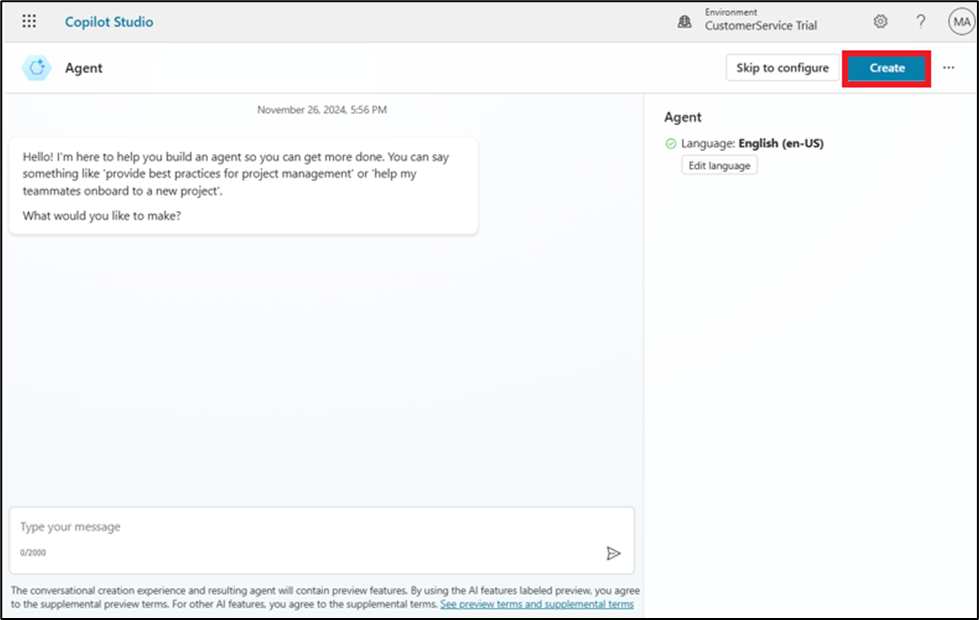 Copilot Studio
Environment
CustomerService Trial
?
MA
Agent
Skip to configure
Create
...
November 26, 2024, 5:56 PM
Hello! I'm here to help you build an agent so you can get more done. You can say
something like 'provide best practices for project management' or 'help my
teammates onboard to a new project'.
What would you like to make?
Agent
Language: English (en-US)
Edit language
Type your message
0/2000
The conversational creation experience and resulting agent will contain preview features. By using the AI features labeled preview, you agree
to the supplemental preview terms. For other AI features, you agree to the supplemental terms. See preview terms and supplemental terms